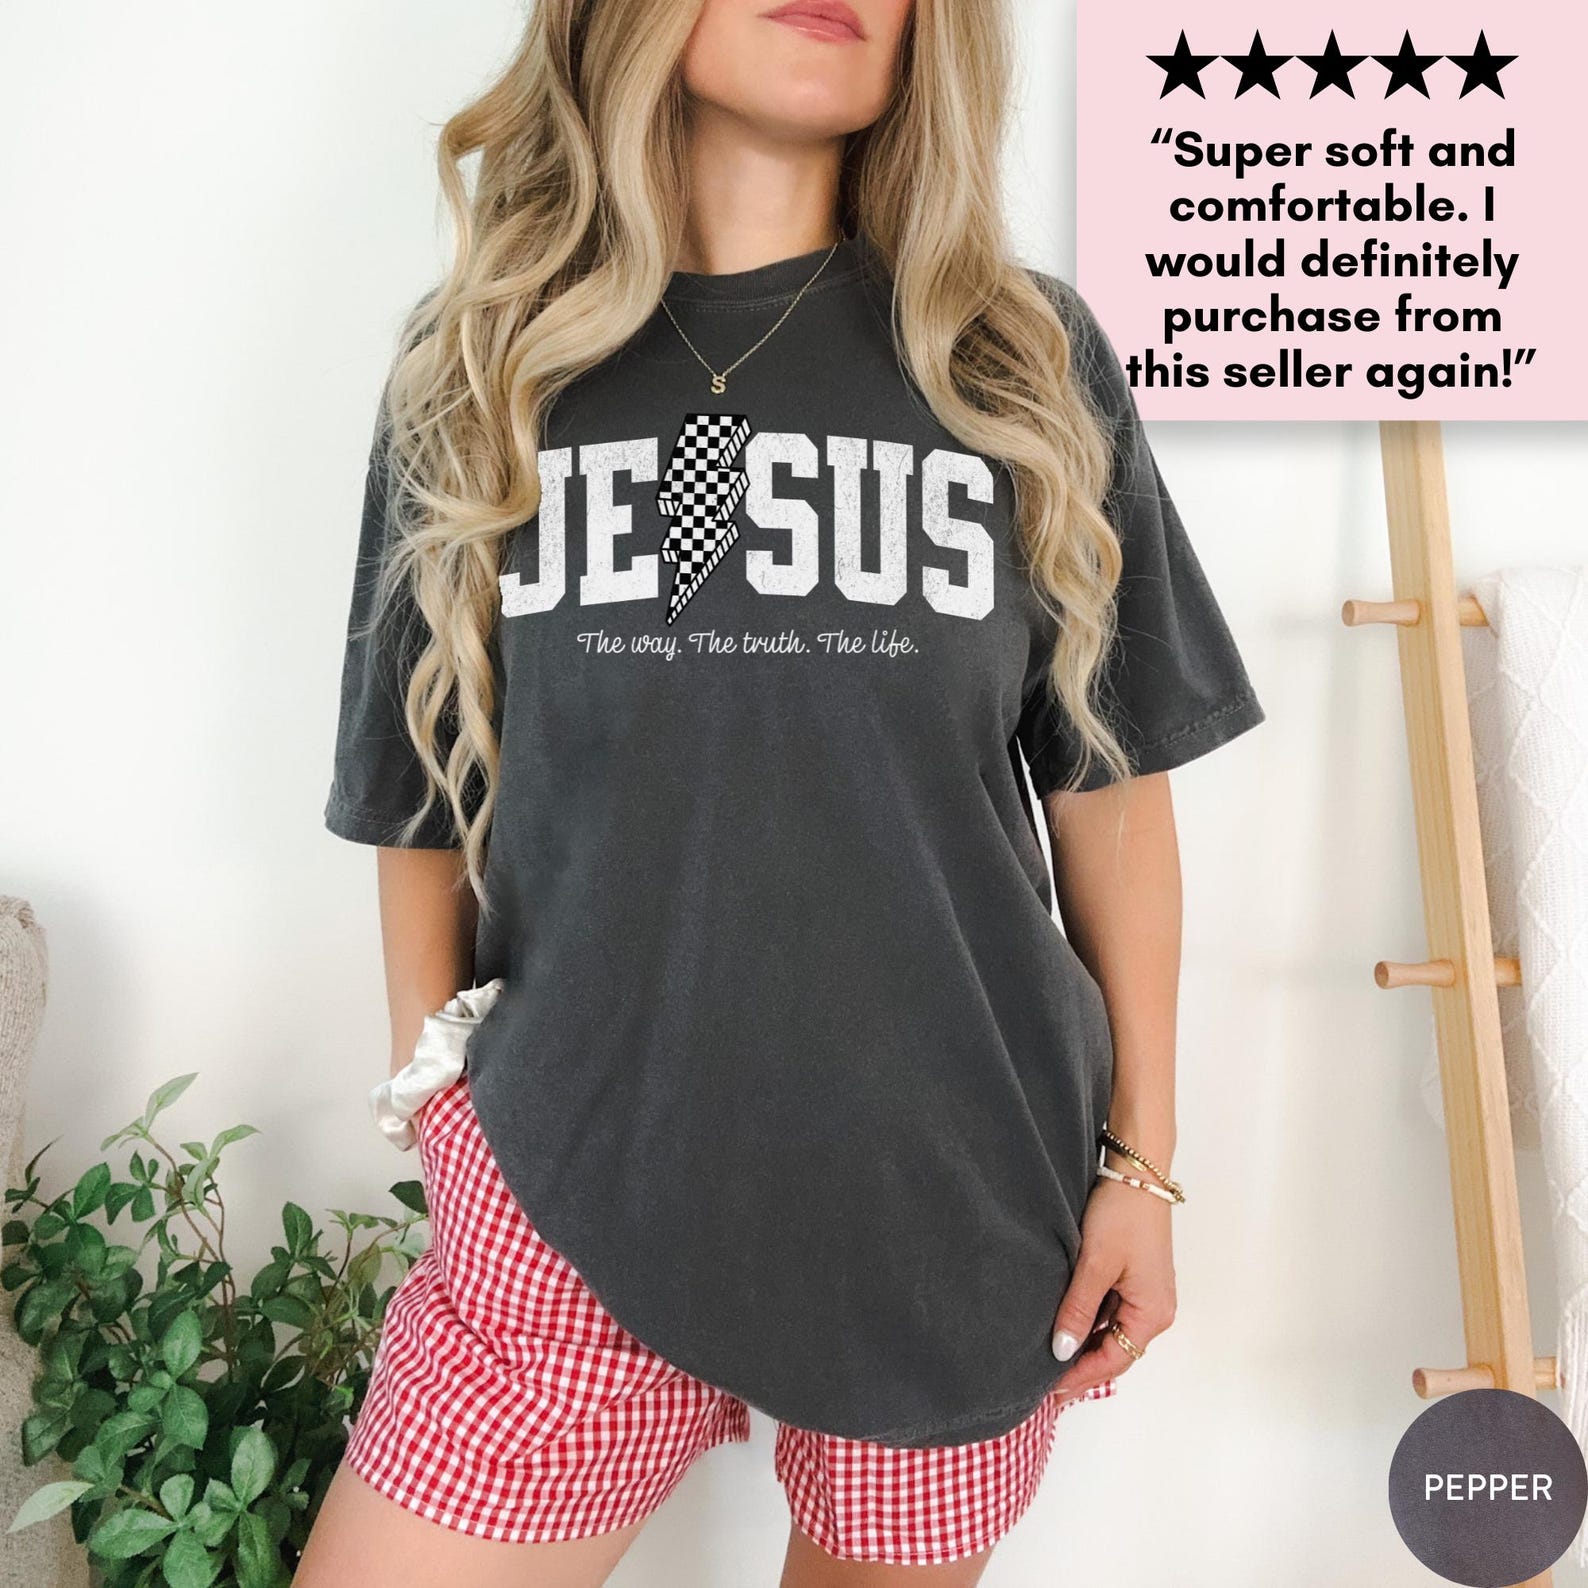 ★★★★★
“Super soft and
comfortable. I
would definitely
purchase from
this seller again!”
S
JESUS
The way. The truth. The life.
PEPPER